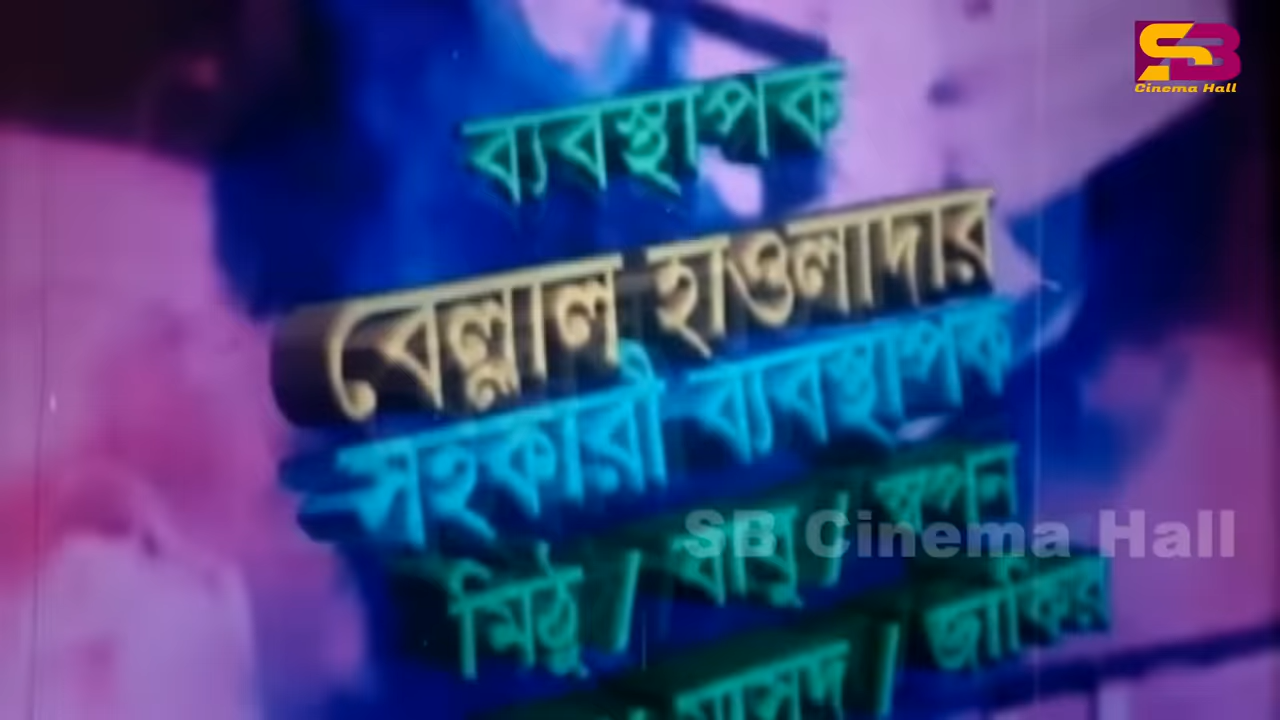 SB
Cinema Hall
ব্যবস্থাপক
বেল্লাল হাওলাদার
সহকারী ব্যবস্থাপক
মিঠু / বাবু / স্বপন
SB Cinema Hall
মাসুদ / জাকির